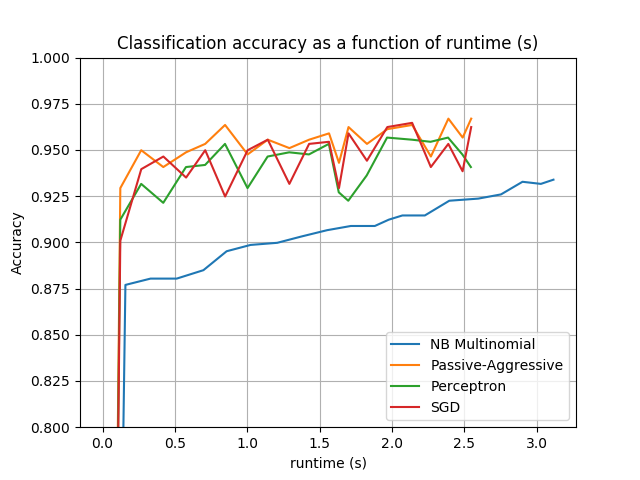 Classification accuracy as a function of runtime (s)
1.000
0.975
0.950
0.925
0.900
0.875
0.850
0.825
0.800
Accuracy
NB Multinomial
Passive-Aggressive
Perceptron
SGD
0.0 0.5 1.0 1.5 2.0 2.5 3.0
runtime (s)